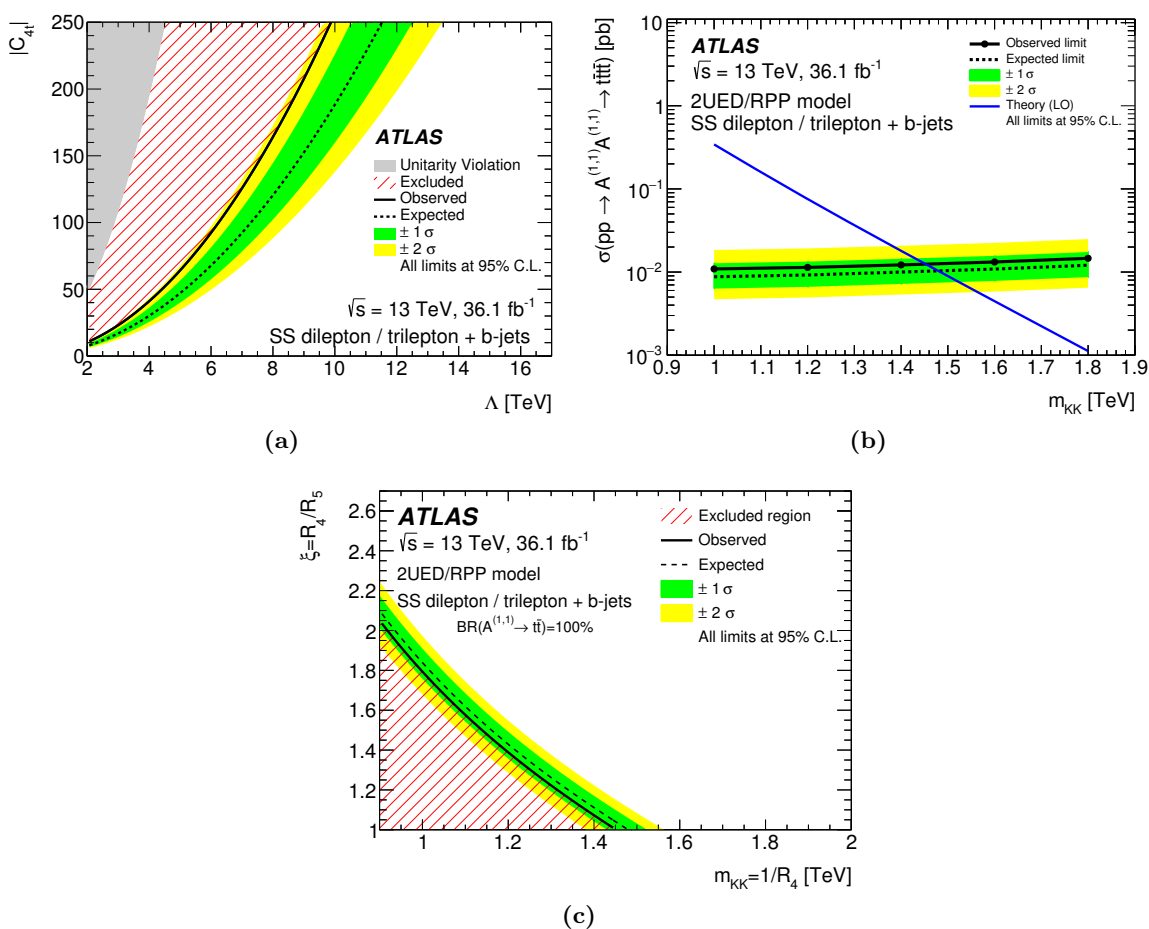 |C4t|
250
200
150
100
50
0
ATLAS
Unitarity Violation
Excluded
Observed
Expected
± 1 σ
± 2 σ
All limits at 95% C.L.
√s = 13 TeV, 36.1 fb-1
SS dilepton / trilepton + b-jets
2 4 6 8 10 12 14 16
Λ [TeV]
(a)
σ(pp → A(1,1)A(1,1) → tt̄tt̄) [pb]
10
1
10−1
10−2
10−3
ATLAS
√s = 13 TeV, 36.1 fb-1
2UED/RPP model
SS dilepton / trilepton + b-jets
Observed limit
Expected limit
± 1 σ
± 2 σ
Theory (LO)
All limits at 95% C.L.
0.9 1 1.1 1.2 1.3 1.4 1.5 1.6 1.7 1.8 1.9
mKK [TeV]
(b)
ξ=R4/R5
2.6
2.4
2.2
2
1.8
1.6
1.4
1.2
1
ATLAS
√s = 13 TeV, 36.1 fb-1
2UED/RPP model
SS dilepton / trilepton + b-jets
BR(A(1,1)→ tt̄)=100%
Excluded region
Observed
Expected
± 1 σ
± 2 σ
All limits at 95% C.L.
1 1.2 1.4 1.6 1.8 2
mKK=1/R4 [TeV]
(c)